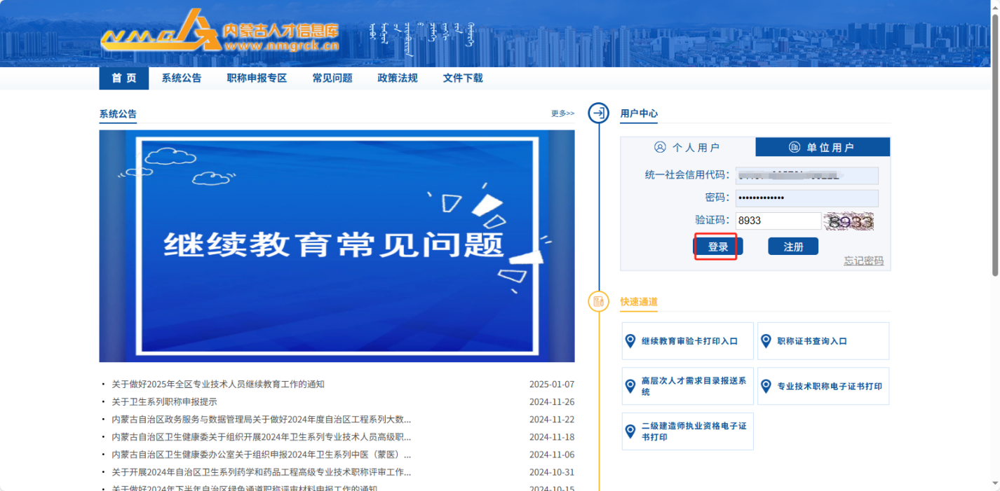 NMG人 内蒙古人才信息库
www.nmgrck.cn
首 页 系统公告 职称申报专区 常见问题 政策法规 文件下载
系统公告 更多>>
继续教育常见问题
关于做好2025年全区专业技术人员继续教育工作的通知 2025-01-07
关于卫生系列职称申报提示 2024-11-26
内蒙古自治区政务服务与数据管理局关于做好2024年度自治区工程系列大数... 2024-11-22
内蒙古自治区卫生健康委关于组织开展2024年卫生系列专业技术人员高级职... 2024-11-18
内蒙古自治区卫生健康委办公室关于组织申报2024年卫生系列中医（蒙医）... 2024-11-06
关于开展2024年自治区卫生系列药学和药品工程高级专业技术职称评审工作... 2024-10-31
关于做好2024年下半年自治区绿色通道职称评审材料申报工作的通知 2024-10-15
用户中心
个人用户 单位用户
统一社会信用代码：
密码： •••••••••••••
验证码： 8933 8933
登录 注册
忘记密码
快速通道
继续教育审验卡打印入口 职称证书查询入口
高层次人才需求目录报送系
统
专业技术职称电子证书打印
二级建造师执业资格电子证
书打印